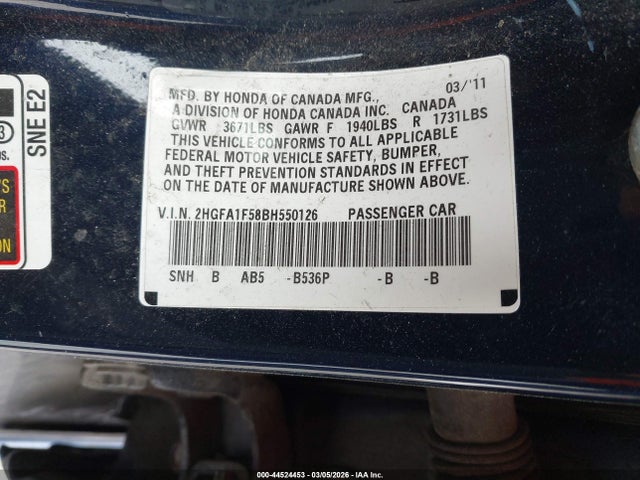 MFD. BY HONDA OF CANADA MFG., 03/'11
A DIVISION OF HONDA CANADA INC. CANADA
GVWR 3671LBS GAWR F 1940LBS R 1731LBS
THIS VEHICLE CONFORMS TO ALL APPLICABLE
FEDERAL MOTOR VEHICLE SAFETY, BUMPER,
AND THEFT PREVENTION STANDARDS IN EFFECT
ON THE DATE OF MANUFACTURE SHOWN ABOVE.
V.I.N. 2HGFA1F58BH550126 PASSENGER CAR
SNH B AB5 -B536P -B -B
SNE E2
000-44524453 - 03/05/2026 - IAA Inc.